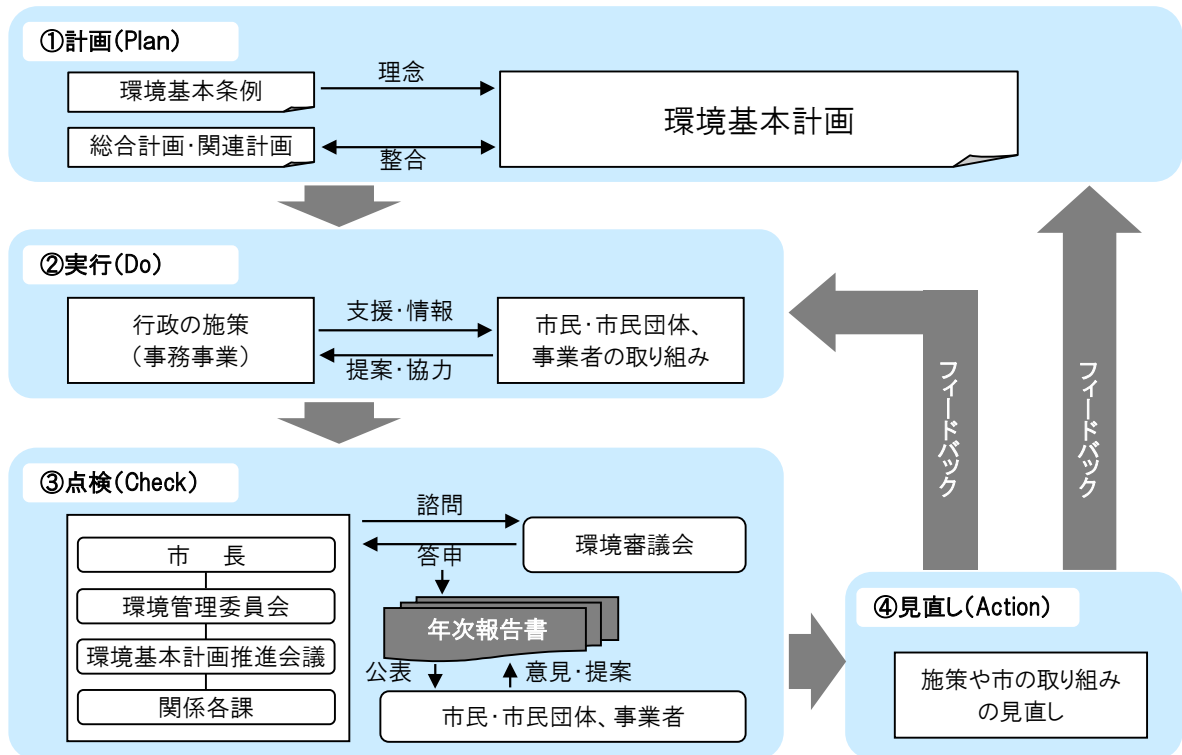 ①計画(Plan)
環境基本条例
理念
環境基本計画
総合計画・関連計画
整合
②実行(Do)
行政の施策
(事務事業)
支援・情報
提案・協力
市民・市民団体、
事業者の取り組み
フィードバック
フィードバック
③点検(Check)
市　長
環境管理委員会
環境基本計画推進会議
関係各課
諮問
答申
環境審議会
年次報告書
公表
意見・提案
市民・市民団体、事業者
④見直し(Action)
施策や市の取り組み
の見直し